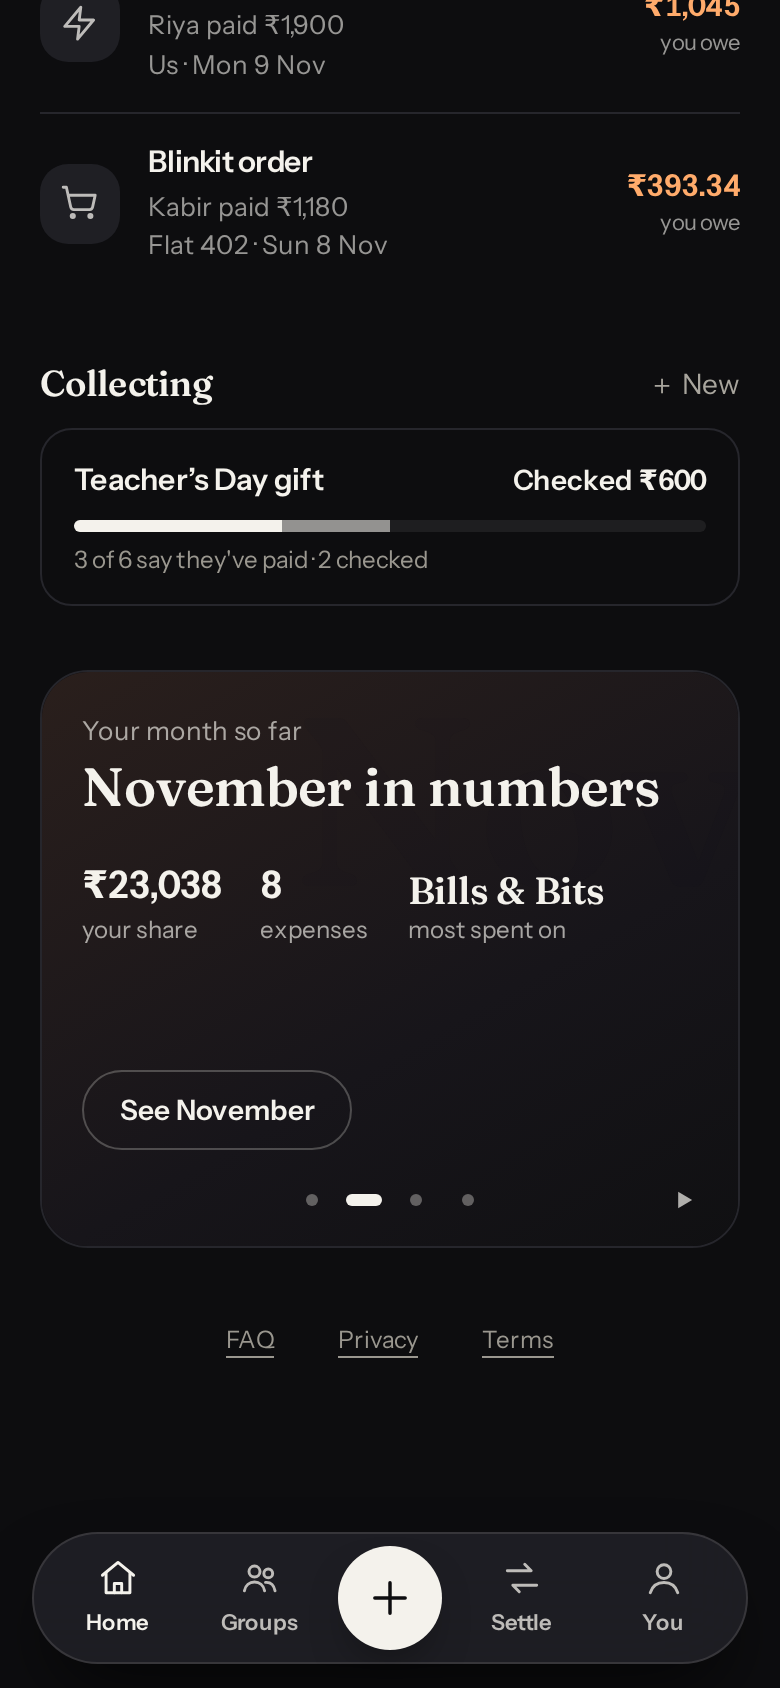 ₹1,045
Riya paid ₹1,900
you owe
Us · Mon 9 Nov
Blinkit order
₹393.34
Kabir paid ₹1,180
you owe
Flat 402 · Sun 8 Nov
Collecting
+ New
Teacher’s Day gift
Checked ₹600
3 of 6 say they've paid · 2 checked
Your month so far
November in numbers
₹23,038
8
Bills & Bits
your share
expenses
most spent on
See November
FAQ
Privacy
Terms
Home
Groups
Settle
You